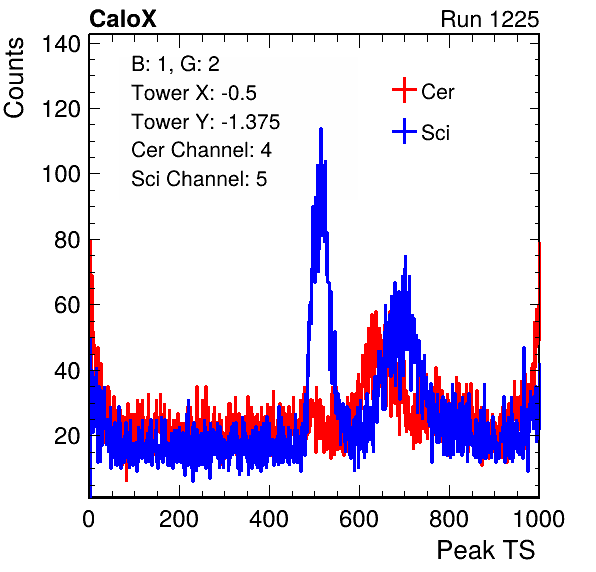 CaloX Run 1225
Counts
140
120
100
80
60
40
20
B: 1, G: 2
Tower X: -0.5
Tower Y: -1.375
Cer Channel: 4
Sci Channel: 5
Cer
Sci
0 200 400 600 800 1000
Peak TS